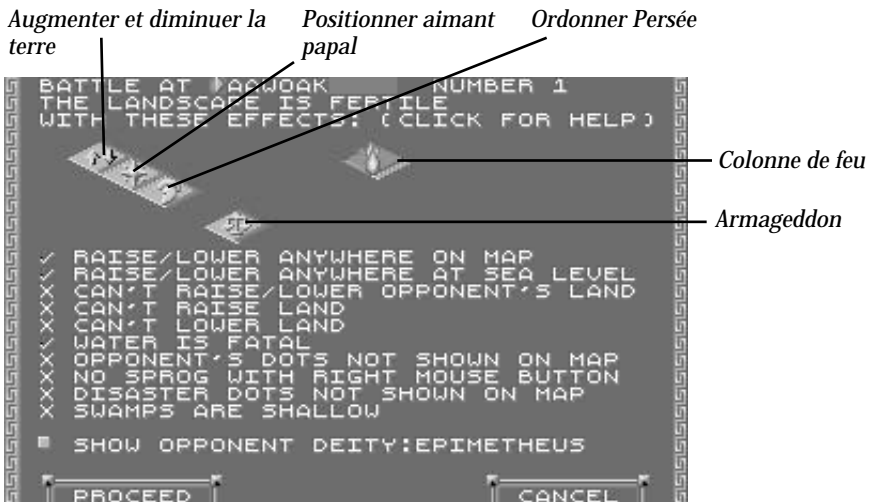 Augmenter et diminuer la
terre
Positionner aimant
papal
Ordonner Persée
BATTLE AT AAWOAK NUMBER 1
THE LANDSCAPE IS FERTILE
WITH THESE EFFECTS: (CLICK FOR HELP)
Colonne de feu
Armageddon
✓ RAISE/LOWER ANYWHERE ON MAP
✓ RAISE/LOWER ANYWHERE AT SEA LEVEL
X CAN'T RAISE/LOWER OPPONENT'S LAND
X CAN'T RAISE LAND
X CAN'T LOWER LAND
✓ WATER IS FATAL
X OPPONENT'S DOTS NOT SHOWN ON MAP
X NO SPROG WITH RIGHT MOUSE BUTTON
X DISASTER DOTS NOT SHOWN ON MAP
X SWAMPS ARE SHALLOW
SHOW OPPONENT DEITY:EPIMETHEUS
PROCEED CANCEL